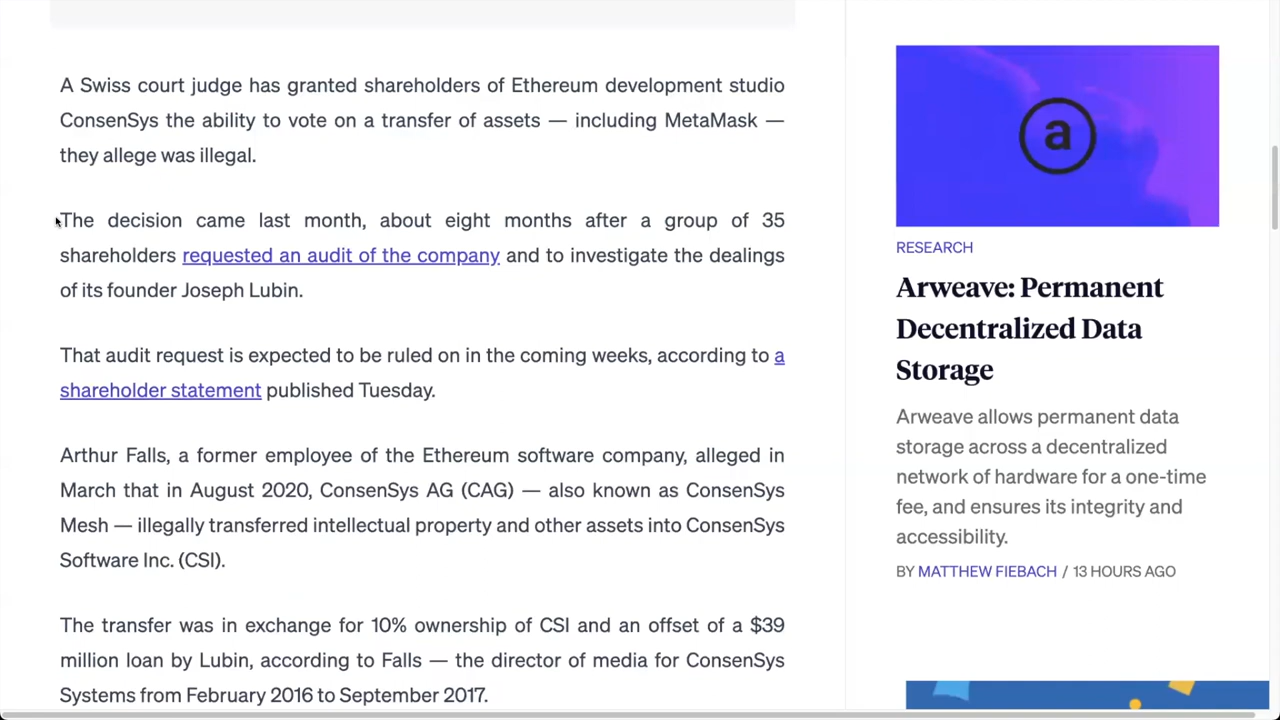 A Swiss court judge has granted shareholders of Ethereum development studio
ConsenSys the ability to vote on a transfer of assets — including MetaMask —
they allege was illegal.
The decision came last month, about eight months after a group of 35
shareholders requested an audit of the company and to investigate the dealings
of its founder Joseph Lubin.
That audit request is expected to be ruled on in the coming weeks, according to a
shareholder statement published Tuesday.
Arthur Falls, a former employee of the Ethereum software company, alleged in
March that in August 2020, ConsenSys AG (CAG) — also known as ConsenSys
Mesh — illegally transferred intellectual property and other assets into ConsenSys
Software Inc. (CSI).
The transfer was in exchange for 10% ownership of CSI and an offset of a $39
million loan by Lubin, according to Falls — the director of media for ConsenSys
Systems from February 2016 to September 2017.
a
RESEARCH
Arweave: Permanent
Decentralized Data
Storage
Arweave allows permanent data
storage across a decentralized
network of hardware for a one-time
fee, and ensures its integrity and
accessibility.
BY MATTHEW FIEBACH / 13 HOURS AGO